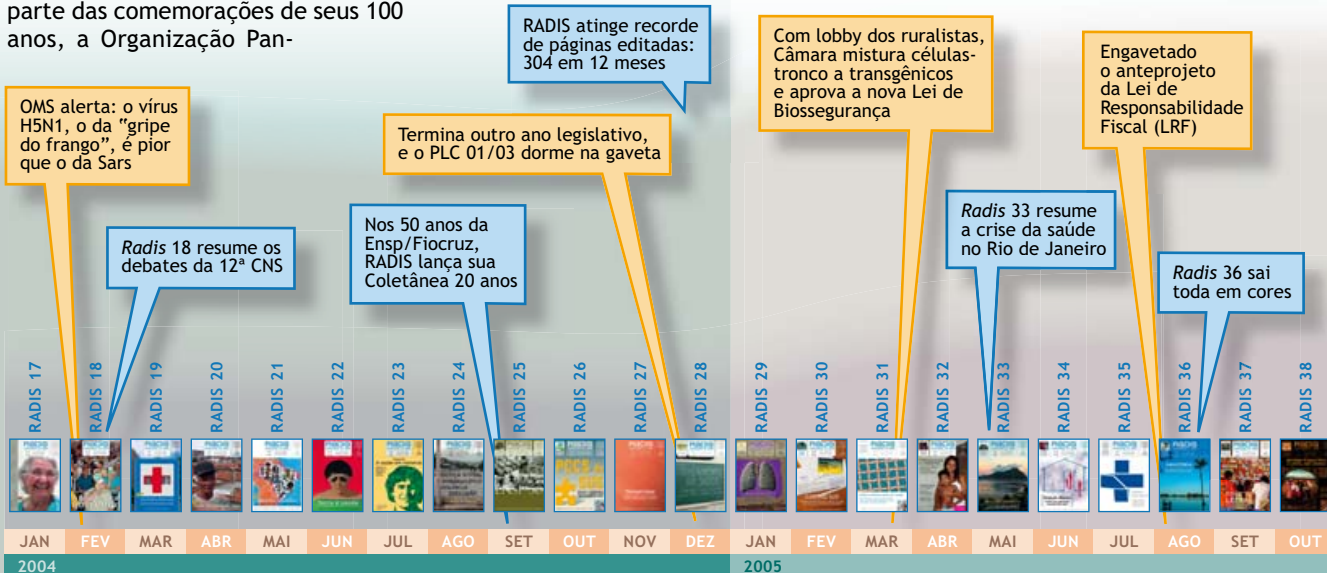 parte das comemorações de seus 100
anos, a Organização Pan-
OMS alerta: o vírus
H5N1, o da “gripe
do frango”, é pior
que o da Sars
Radis 18 resume os
debates da 12ª CNS
Nos 50 anos da
Ensp/Fiocruz,
RADIS lança sua
Coletânea 20 anos
Termina outro ano legislativo,
e o PLC 01/03 dorme na gaveta
RADIS atinge recorde
de páginas editadas:
304 em 12 meses
Com lobby dos ruralistas,
Câmara mistura células-
tronco a transgênicos
e aprova a nova Lei de
Biossegurança
Radis 33 resume
a crise da saúde
no Rio de Janeiro
Engavetado
o anteprojeto
da Lei de
Responsabilidade
Fiscal (LRF)
Radis 36 sai
toda em cores
RADIS 17
RADIS 18
RADIS 19
RADIS 20
RADIS 21
RADIS 22
RADIS 23
RADIS 24
RADIS 25
RADIS 26
RADIS 27
RADIS 28
RADIS 29
RADIS 30
RADIS 31
RADIS 32
RADIS 33
RADIS 34
RADIS 35
RADIS 36
RADIS 37
RADIS 38
JAN FEV MAR ABR MAI JUN JUL AGO SET OUT NOV DEZ JAN FEV MAR ABR MAI JUN JUL AGO SET OUT
2004 2005